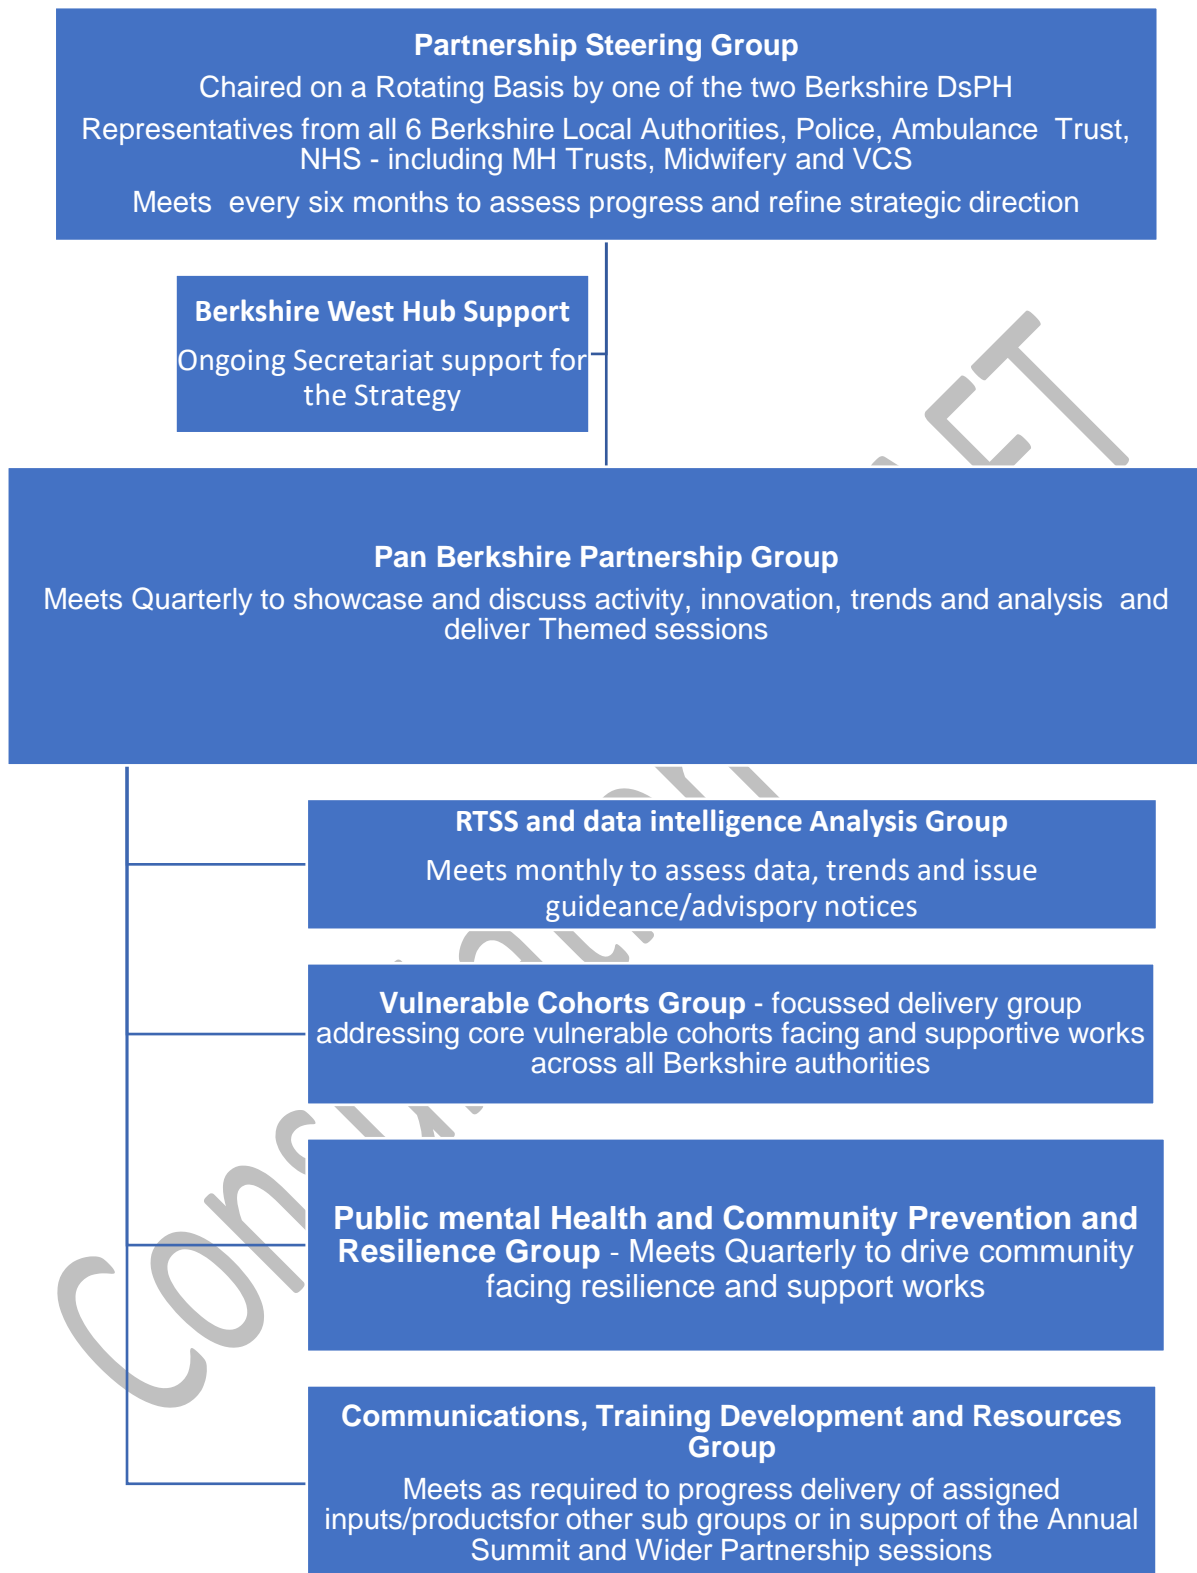 Partnership Steering Group
Chaired on a Rotating Basis by one of the two Berkshire DsPH
Representatives from all 6 Berkshire Local Authorities, Police, Ambulance Trust,
NHS - including MH Trusts, Midwifery and VCS
Meets every six months to assess progress and refine strategic direction
Berkshire West Hub Support
Ongoing Secretariat support for
the Strategy
Pan Berkshire Partnership Group
Meets Quarterly to showcase and discuss activity, innovation, trends and analysis and
deliver Themed sessions
RTSS and data intelligence Analysis Group
Meets monthly to assess data, trends and issue
guideance/advispory notices
Vulnerable Cohorts Group - focussed delivery group
addressing core vulnerable cohorts facing and supportive works
across all Berkshire authorities
Public mental Health and Community Prevention and
Resilience Group - Meets Quarterly to drive community
facing resilience and support works
Communications, Training Development and Resources
Group
Meets as required to progress delivery of assigned
inputs/productsfor other sub groups or in support of the Annual
Summit and Wider Partnership sessions